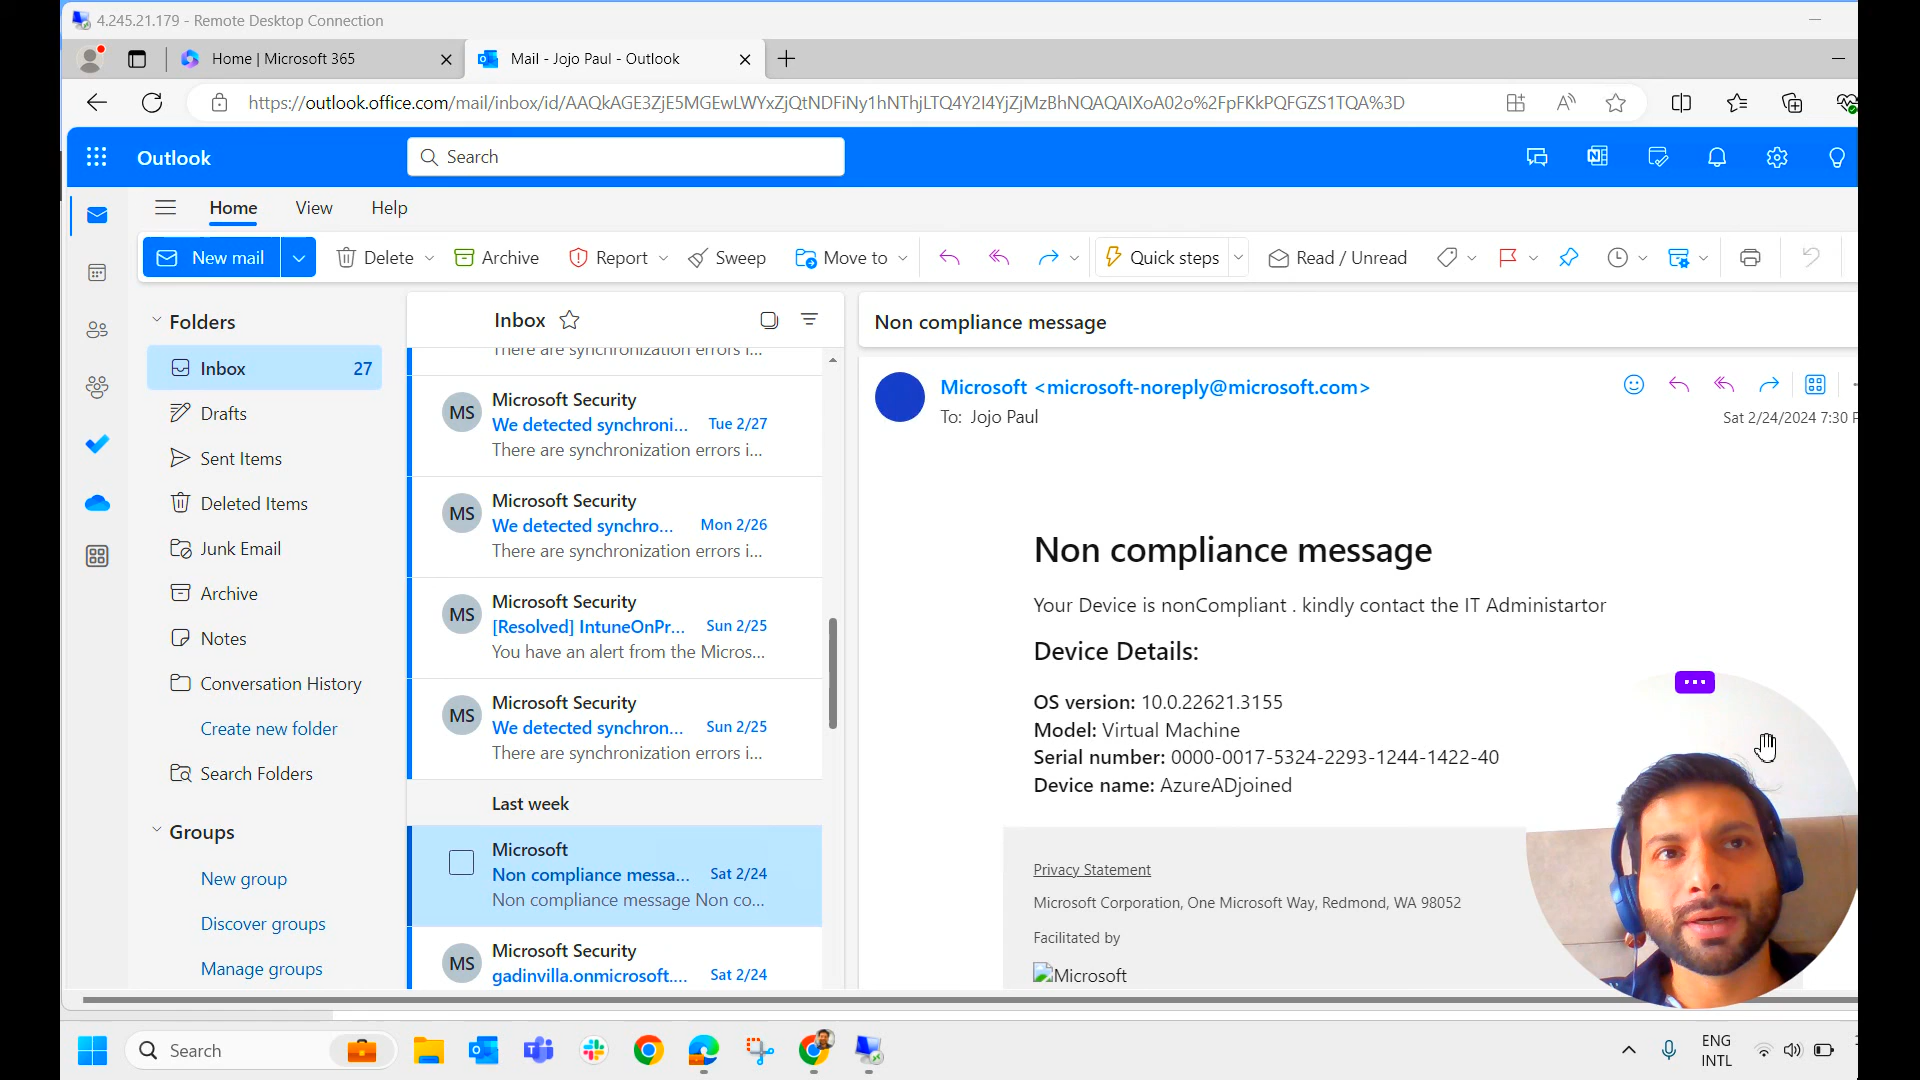 4.245.21.179 - Remote Desktop Connection
Home | Microsoft 365
Mail - Jojo Paul - Outlook
https://outlook.office.com/mail/inbox/id/AAQkAGE3ZjE5MGEwLWYxZjQtNDFiNy1hNThjLTQ4Y2I4YjZjMzBhNQAQAIXoA02o%2FpFKkPQFGZS1TQA%3D
Outlook
Search
Home
View
Help
New mail
Delete
Archive
Report
Sweep
Move to
Quick steps
Read / Unread
Folders
Inbox
27
Drafts
Sent Items
Deleted Items
Junk Email
Archive
Notes
Conversation History
Create new folder
Search Folders
Groups
New group
Discover groups
Manage groups
Inbox
There are synchronization errors i...
MS
Microsoft Security
We detected synchroni...
Tue 2/27
There are synchronization errors i...
MS
Microsoft Security
We detected synchro...
Mon 2/26
There are synchronization errors i...
MS
Microsoft Security
[Resolved] IntuneOnPr...
Sun 2/25
You have an alert from the Micros...
MS
Microsoft Security
We detected synchron...
Sun 2/25
There are synchronization errors i...
Last week
Microsoft
Non compliance messa...
Sat 2/24
Non compliance message Non co...
MS
Microsoft Security
gadinvilla.onmicrosoft....
Sat 2/24
Non compliance message
Microsoft <microsoft-noreply@microsoft.com>
To: Jojo Paul
Sat 2/24/2024 7:30
Non compliance message
Your Device is nonCompliant . kindly contact the IT Administartor
Device Details:
OS version: 10.0.22621.3155
Model: Virtual Machine
Serial number: 0000-0017-5324-2293-1244-1422-40
Device name: AzureADjoined
Privacy Statement
Microsoft Corporation, One Microsoft Way, Redmond, WA 98052
Facilitated by
Microsoft
Search
ENG
INTL